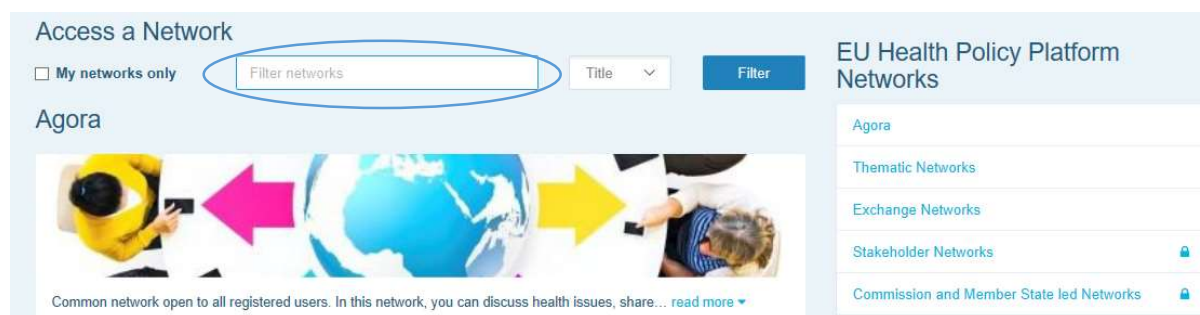 Access a Network
My networks only
Filter networks
Title
Filter
Agora
Common network open to all registered users. In this network, you can discuss health issues, share... read more
EU Health Policy Platform
Networks
Agora
Thematic Networks
Exchange Networks
Stakeholder Networks
Commission and Member State led Networks